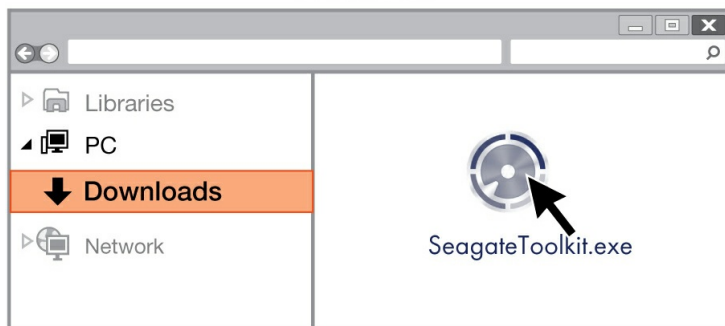 Libraries
PC
Downloads
Network
SeagateToolkit.exe